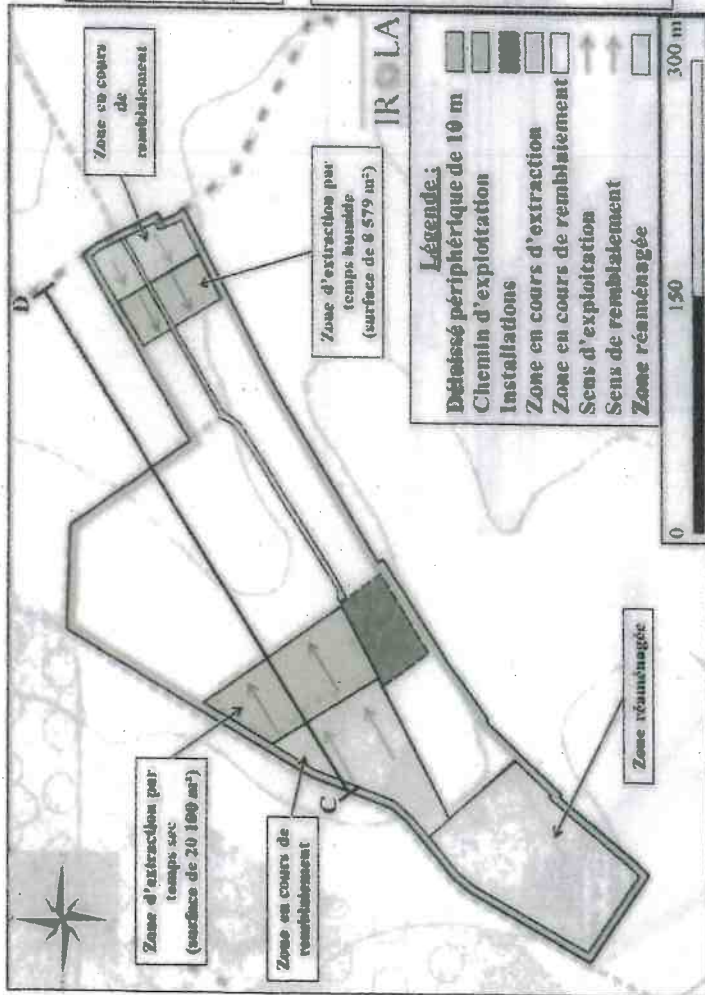 D
Zone en cours
de
remblaiement
Zone d'extraction par
temps humide
(surface de 8 579 m²)
Zone d'extraction par
temps sec
(surface de 20 100 m²)
Zone en cours de
remblaiement
C
Zone réaménagée
Légende :
Délaissé périphérique de 10 m
Chemin d'exploitation
Installations
Zone en cours d'extraction
Zone en cours de remblaiement
Sens d'exploitation
Sens de remblaiement
Zone réaménagée
0
150
300 m